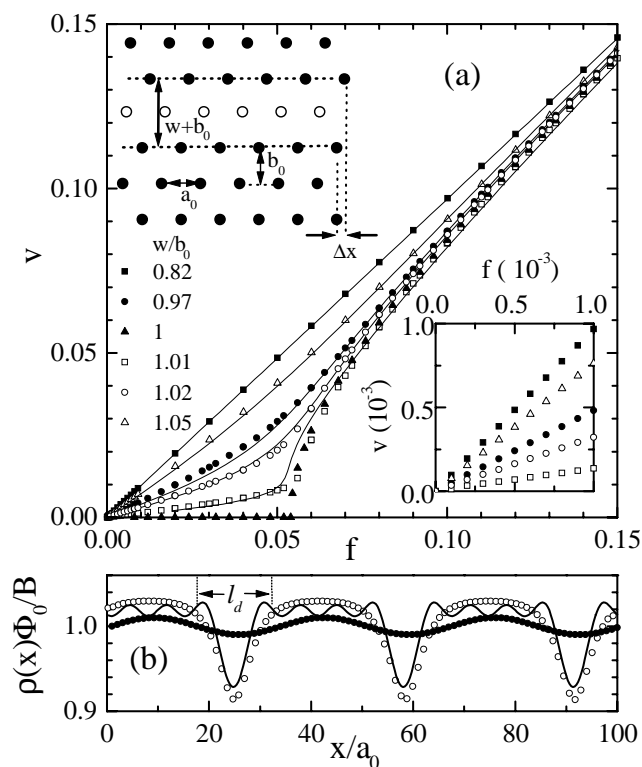 (a)
w+b₀
b₀
a₀
Δx
w/b₀
0.82
0.97
1
1.01
1.02
1.05
v
0.15
0.10
0.05
0.00
0.00 0.05 0.10 0.15
f
f ( 10⁻³)
0.0 0.5 1.0
v (10⁻³)
1.0
0.5
0.0
(b)
l_d
ρ(x)Φ₀/B
1.0
0.9
0 20 40 60 80 100
x/a₀